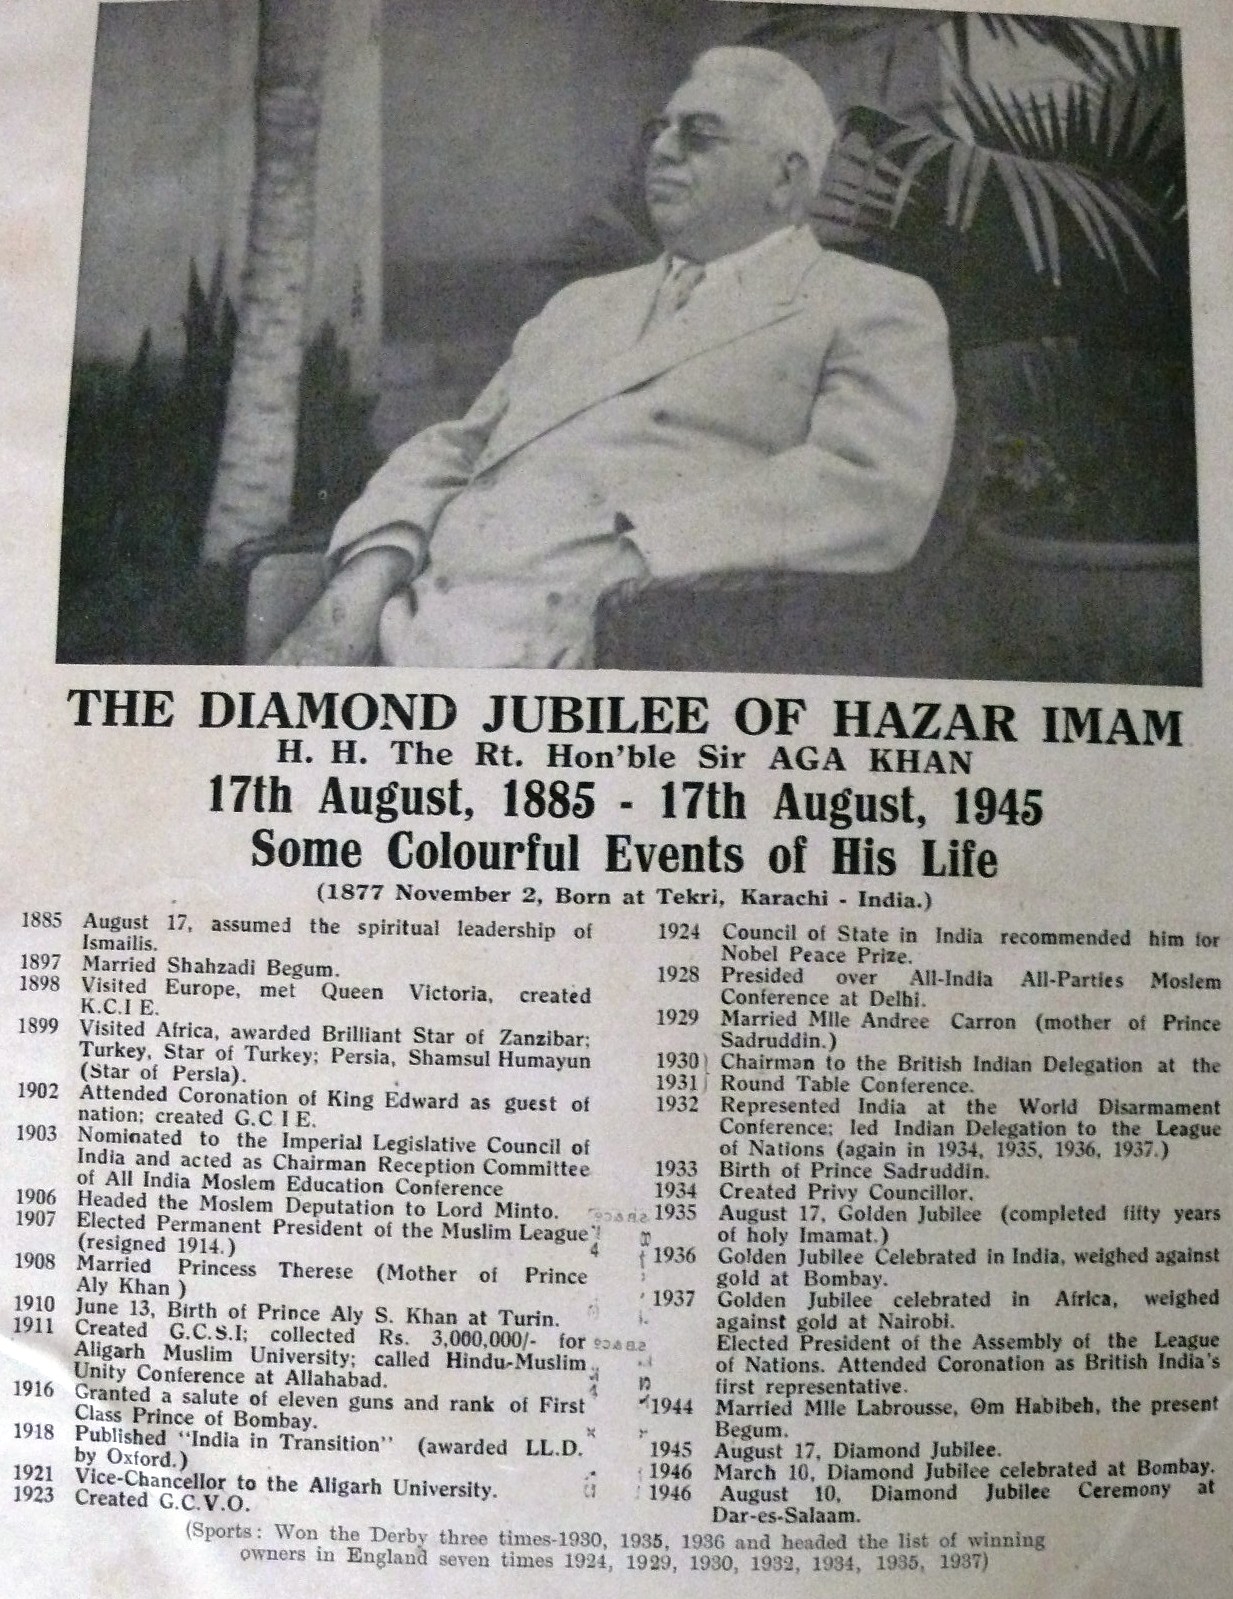 THE DIAMOND JUBILEE OF HAZAR IMAM
H. H. The Rt. Hon'ble Sir AGA KHAN
17th August, 1885 - 17th August, 1945
Some Colourful Events of His Life
(1877 November 2, Born at Tekri, Karachi - India.)
1885 August 17, assumed the spiritual leadership of
Ismailis.
1897 Married Shahzadi Begum.
1898 Visited Europe, met Queen Victoria, created
K.C.I E.
1899 Visited Africa, awarded Brilliant Star of Zanzibar;
Turkey, Star of Turkey; Persia, Shamsul Humayun
(Star of Persia).
1902 Attended Coronation of King Edward as guest of
nation; created G.C I E.
1903 Nominated to the Imperial Legislative Council of
India and acted as Chairman Reception Committee
of All India Moslem Education Conference
1906 Headed the Moslem Deputation to Lord Minto.
1907 Elected Permanent President of the Muslim League
(resigned 1914.)
1908 Married Princess Therese (Mother of Prince
Aly Khan )
1910 June 13, Birth of Prince Aly S. Khan at Turin.
1911 Created G.C.S.I; collected Rs. 3,000,000/- for
Aligarh Muslim University; called Hindu-Muslim
Unity Conference at Allahabad.
1916 Granted a salute of eleven guns and rank of First
Class Prince of Bombay.
1918 Published "India in Transition" (awarded LL.D.
by Oxford.)
1921 Vice-Chancellor to the Aligarh University.
1923 Created G.C.V.O.
1924 Council of State in India recommended him for
Nobel Peace Prize.
1928 Presided over All-India All-Parties Moslem
Conference at Delhi.
1929 Married Mlle Andree Carron (mother of Prince
Sadruddin.)
1930) Chairman to the British Indian Delegation at the
1931) Round Table Conference.
1932 Represented India at the World Disarmament
Conference; led Indian Delegation to the League
of Nations (again in 1934, 1935, 1936, 1937.)
1933 Birth of Prince Sadruddin.
1934 Created Privy Councillor.
1935 August 17, Golden Jubilee (completed fifty years
of holy Imamat.)
1936 Golden Jubilee Celebrated in India, weighed against
gold at Bombay.
1937 Golden Jubilee celebrated in Africa, weighed
against gold at Nairobi.
Elected President of the Assembly of the League
of Nations. Attended Coronation as British India's
first representative.
1944 Married Mlle Labrousse, Om Habibeh, the present
Begum.
1945 August 17, Diamond Jubilee.
1946 March 10, Diamond Jubilee celebrated at Bombay.
1946 August 10, Diamond Jubilee Ceremony at
Dar-es-Salaam.
(Sports: Won the Derby three times-1930, 1935, 1936 and headed the list of winning
owners in England seven times 1924, 1929, 1930, 1932, 1934, 1935, 1937)